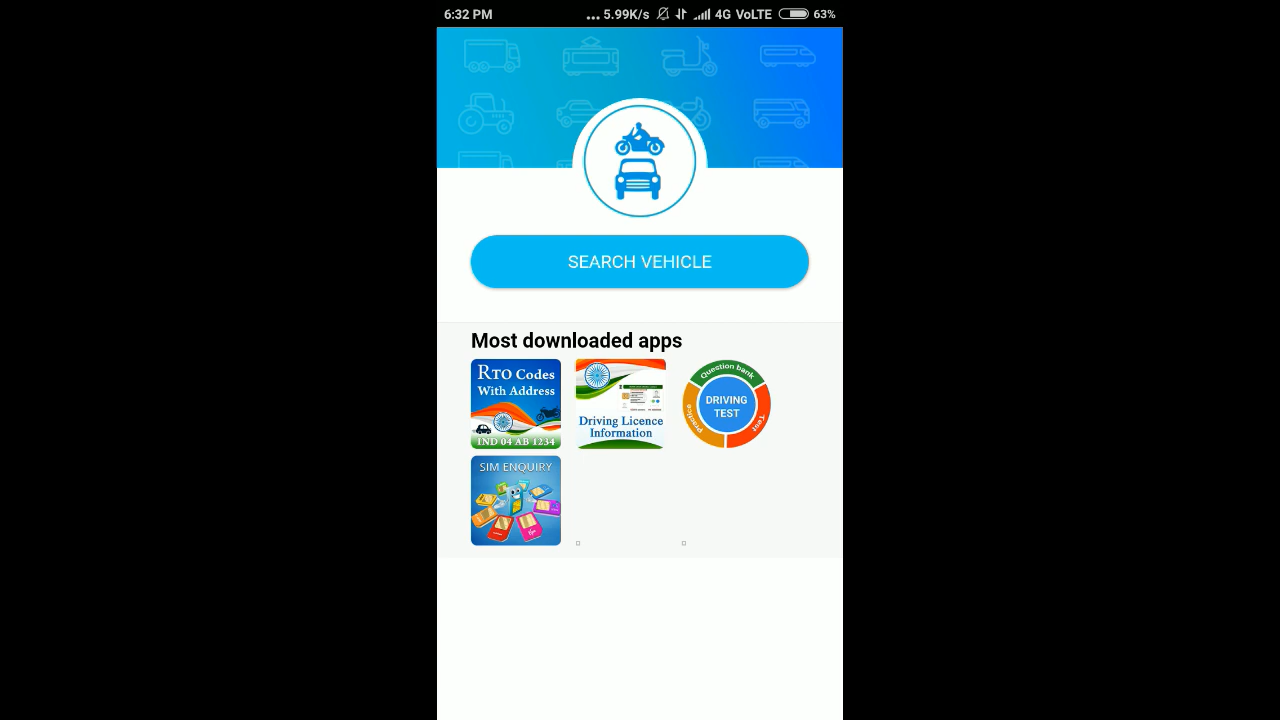 6:32 PM
... 5.99K/s 4G VoLTE 63%
SEARCH VEHICLE
Most downloaded apps
RTO CODES
WITH ADDRESS
IND 04 AB 1234
Driving Licence
Information
Question bank
DRIVING
TEST
practice
Test
SIM ENQUIRY